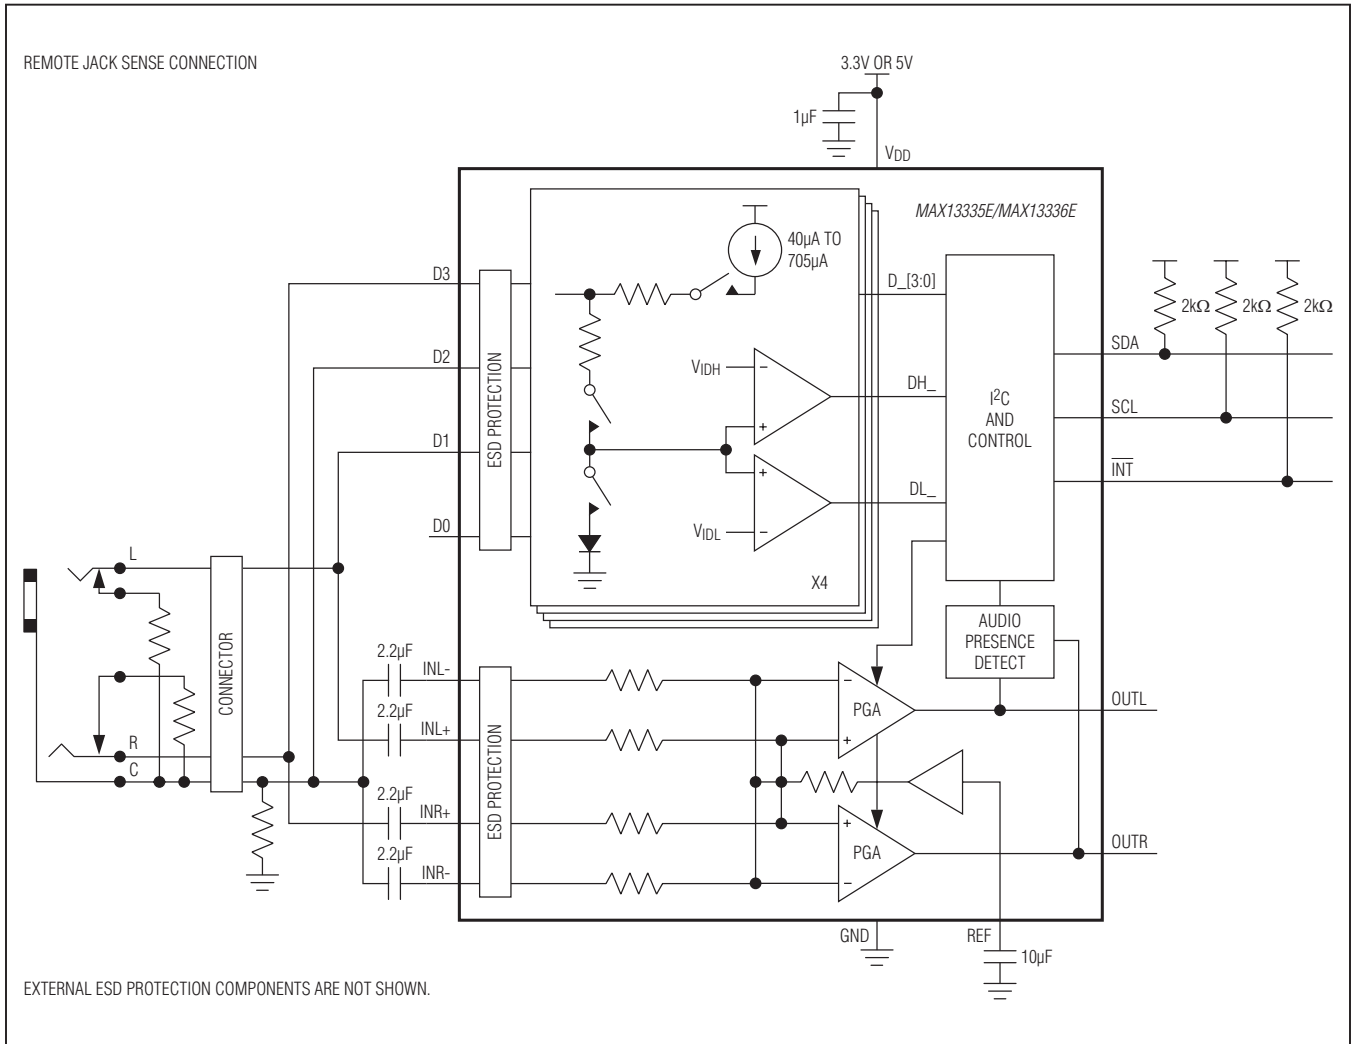 REMOTE JACK SENSE CONNECTION
3.3V OR 5V
1µF
VDD
MAX13335E/MAX13336E
40µA TO
705µA
D3
D_[3:0]
2kΩ
2kΩ
2kΩ
SDA
D2
ESD PROTECTION
VIDH
−
+
DH_
I²C
AND
CONTROL
SCL
D1
INT
+
−
DL_
D0
VIDL
X4
L
CONNECTOR
AUDIO
PRESENCE
DETECT
2.2µF
INL-
2.2µF
INL+
ESD PROTECTION
−
PGA
+
OUTL
R
C
2.2µF
INR+
2.2µF
INR-
+
PGA
−
OUTR
GND
REF
10µF
EXTERNAL ESD PROTECTION COMPONENTS ARE NOT SHOWN.